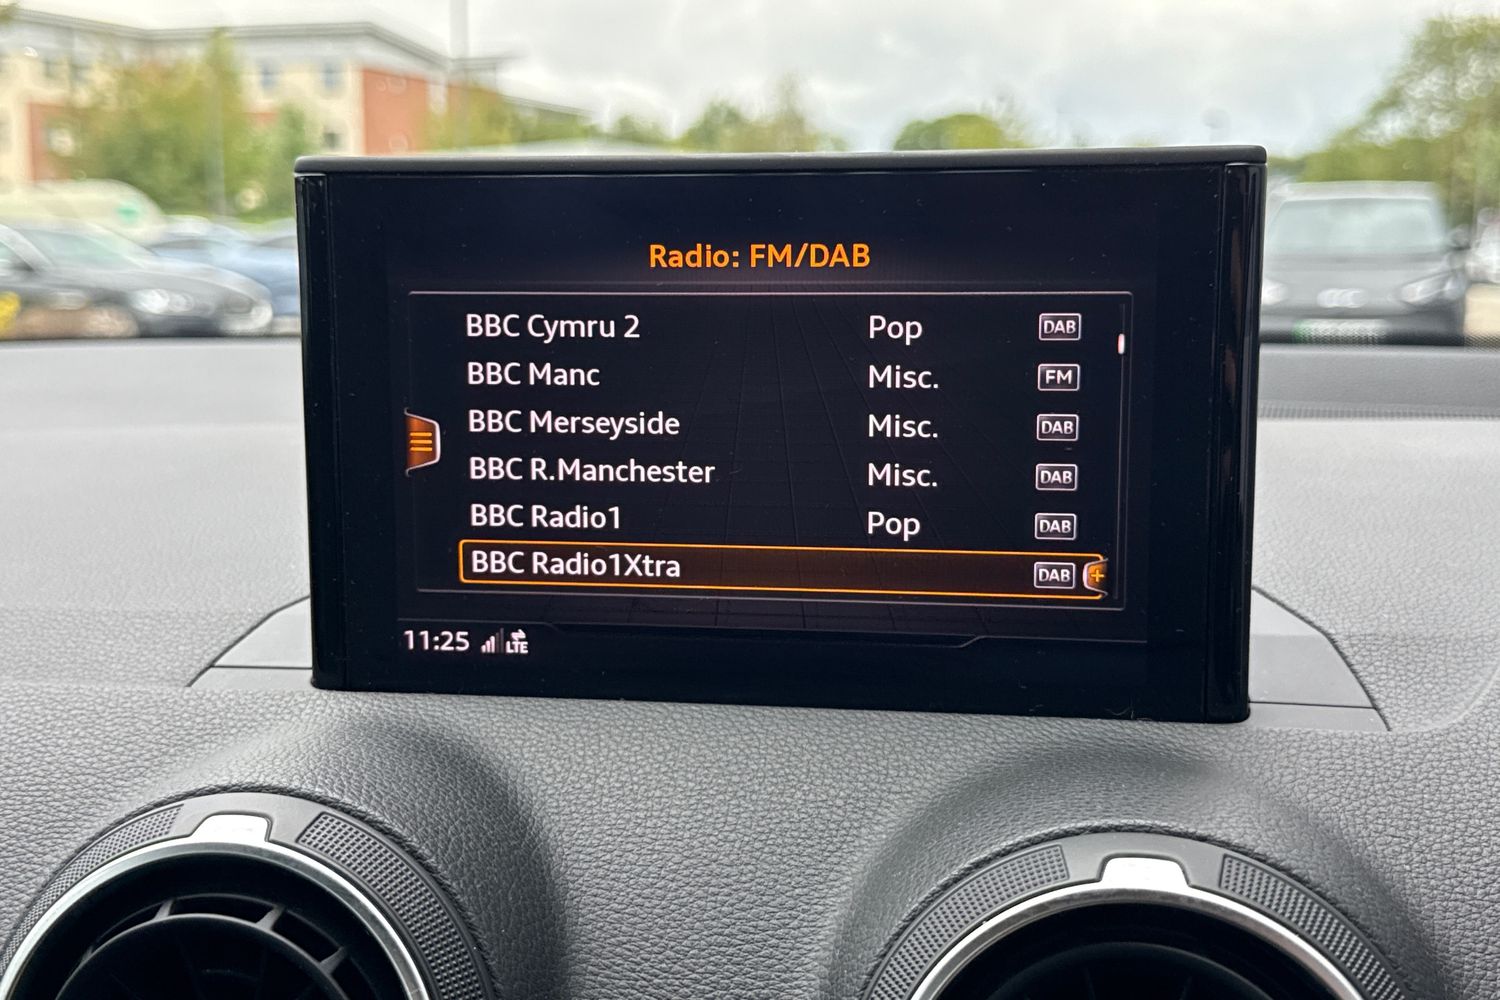 Radio: FM/DAB
BBC Cymru 2 Pop DAB
BBC Manc Misc. FM
BBC Merseyside Misc. DAB
BBC R.Manchester Misc. DAB
BBC Radio1 Pop DAB
BBC Radio1Xtra DAB +
11:25 LTE